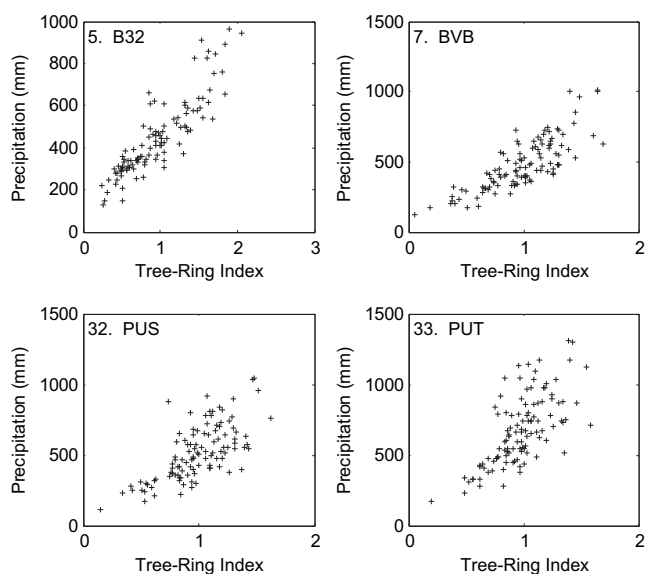 5. B32
1000
800
600
400
200
0
0 1 2 3
Precipitation (mm)
Tree-Ring Index
7. BVB
1500
1000
500
0
0 1 2
Precipitation (mm)
Tree-Ring Index
32. PUS
1500
1000
500
0
0 1 2
Precipitation (mm)
Tree-Ring Index
33. PUT
1500
1000
500
0
0 1 2
Precipitation (mm)
Tree-Ring Index